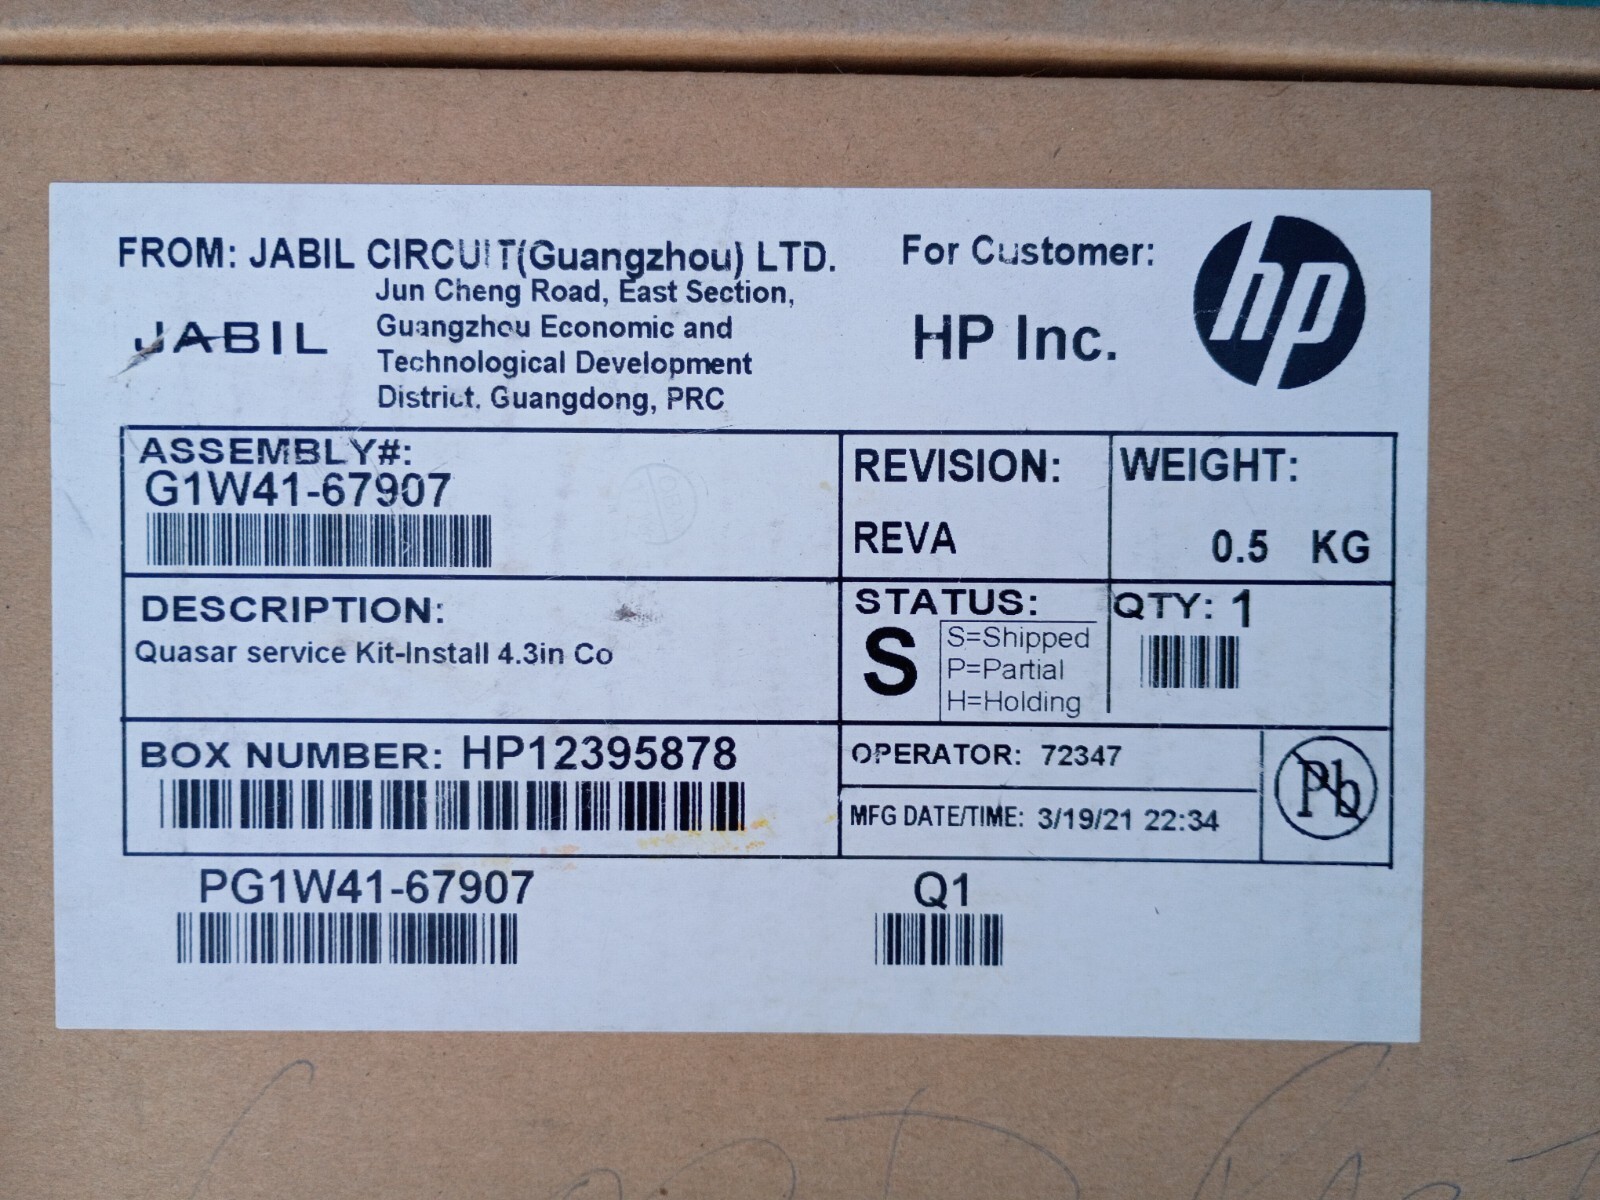 FROM: JABIL CIRCUIT(Guangzhou) LTD.
Jun Cheng Road, East Section,
Guangzhou Economic and
Technological Development
District. Guangdong, PRC
JABIL
For Customer:
HP Inc.
hp
ASSEMBLY#:
G1W41-67907
REVISION:
REVA
WEIGHT:
0.5 KG
DESCRIPTION:
Quasar service Kit-Install 4.3in Co
STATUS:
S
S=Shipped
P=Partial
H=Holding
QTY: 1
BOX NUMBER: HP12395878
OPERATOR: 72347
MFG DATE/TIME: 3/19/21 22:34
Pb
PG1W41-67907
Q1